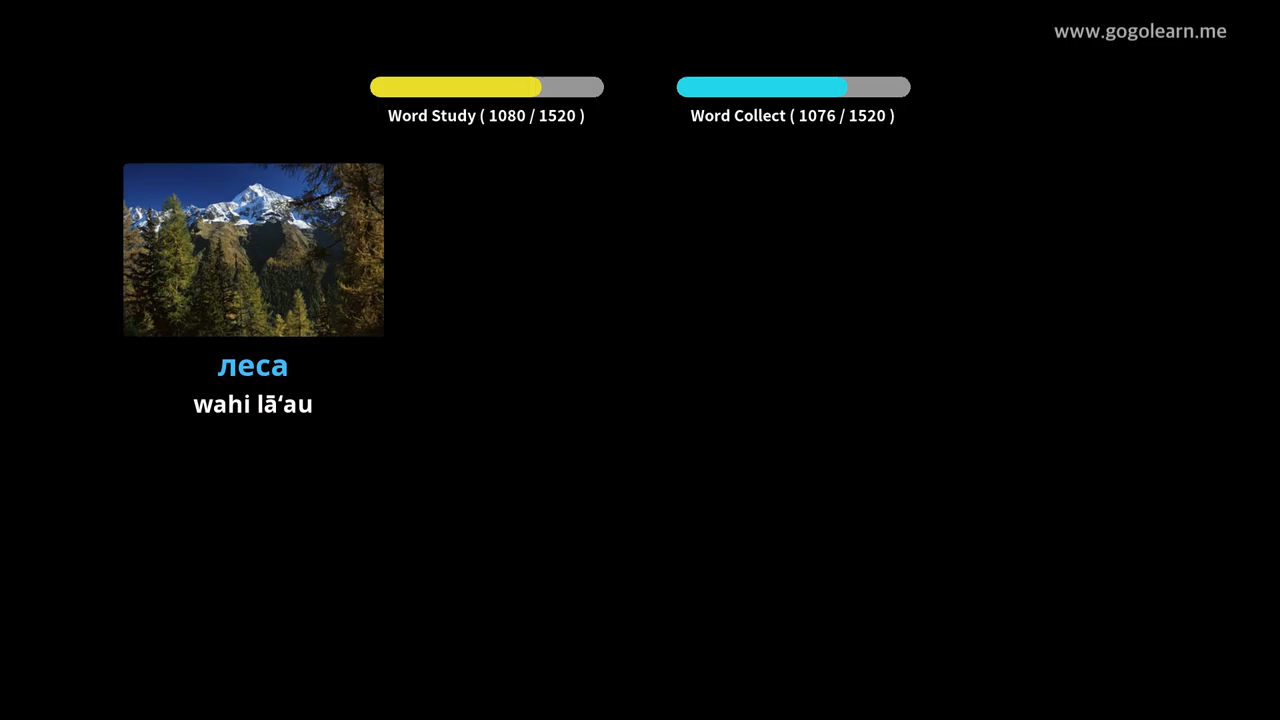 www.gogolearn.me
Word Study ( 1080 / 1520 )
Word Collect ( 1076 / 1520 )
леса
wahi lāʻau